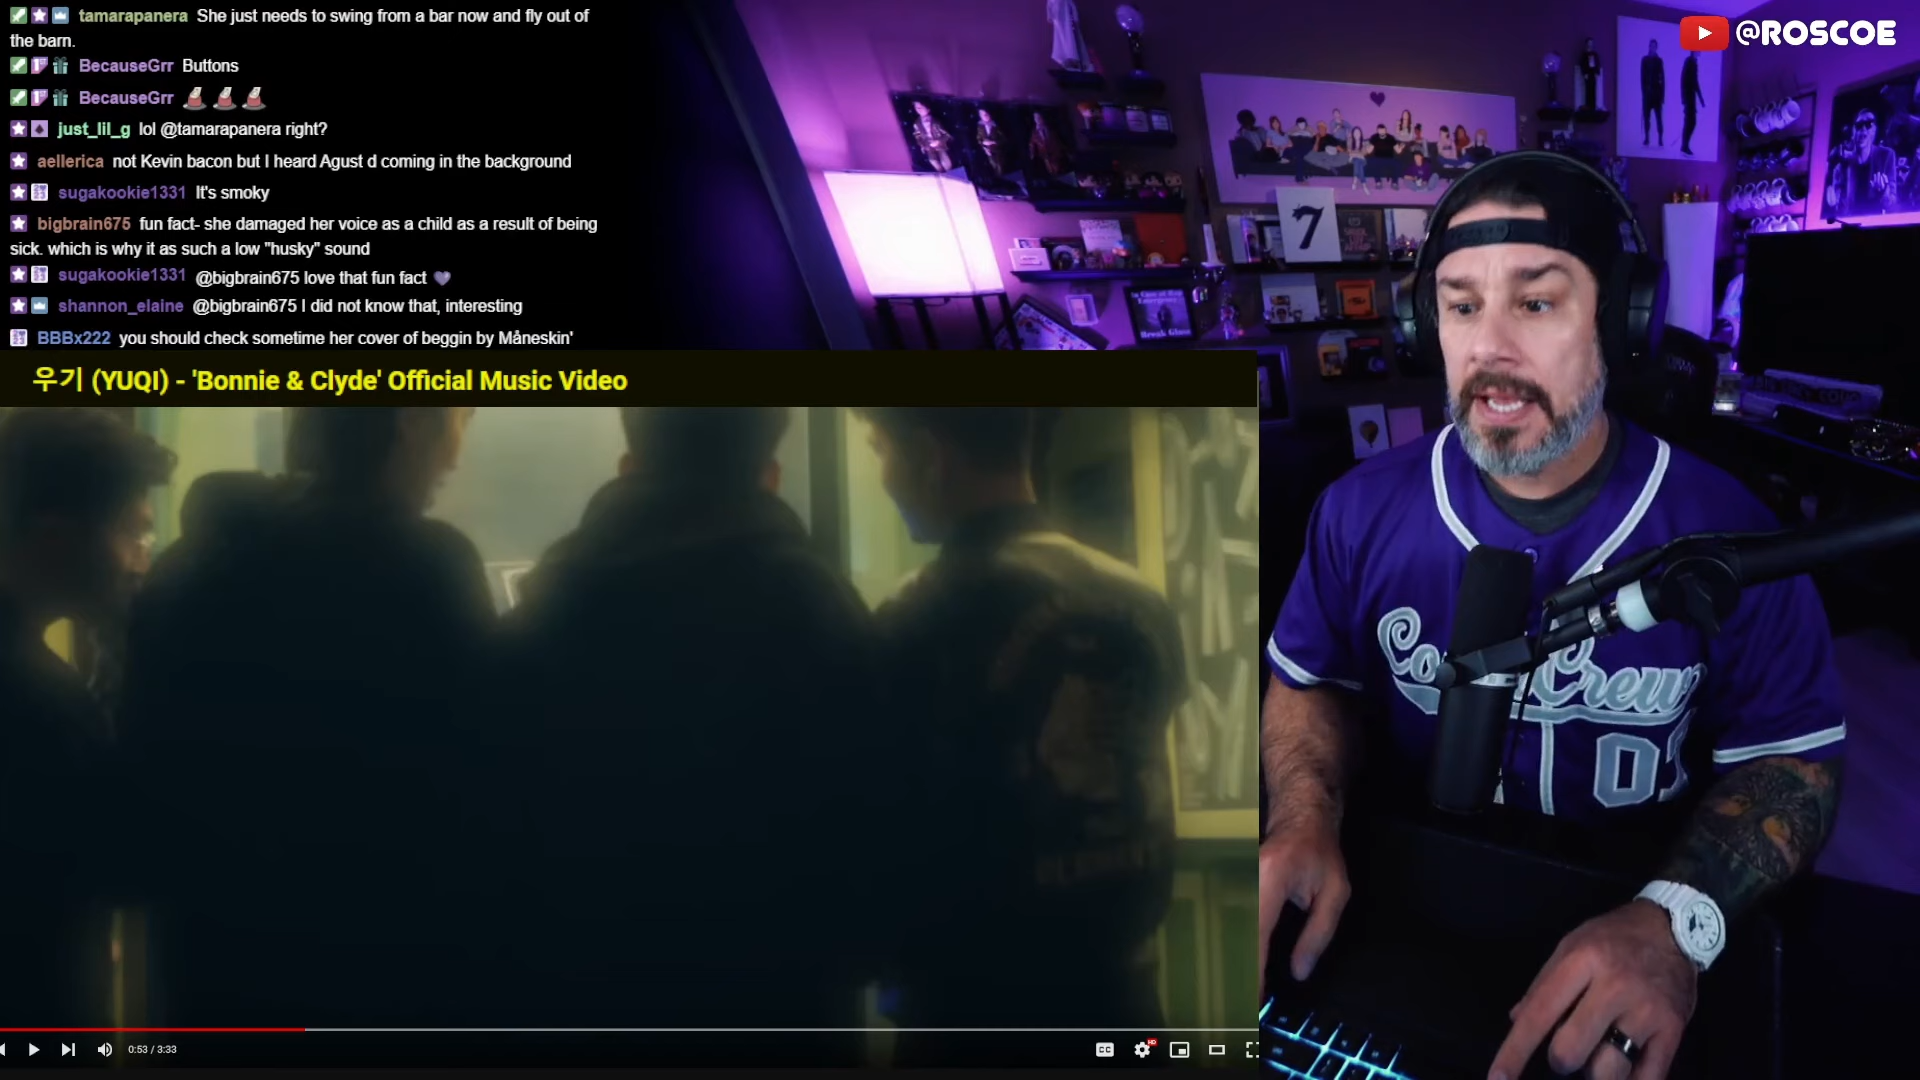 tamarapanera She just needs to swing from a bar now and fly out of
the barn.
BecauseGrr Buttons
BecauseGrr
just_lil_g lol @tamarapanera right?
aellerica not Kevin bacon but I heard Agust d coming in the background
sugakookie1331 It's smoky
bigbrain675 fun fact- she damaged her voice as a child as a result of being
sick. which is why it as such a low "husky" sound
sugakookie1331 @bigbrain675 love that fun fact
shannon_elaine @bigbrain675 I did not know that, interesting
BBBx222 you should check sometime her cover of beggin by Måneskin'
@ROSCOE
7
Break Glass
우기 (YUQI) - 'Bonnie & Clyde' Official Music Video
Crew
0:53 / 3:33
CC
HD